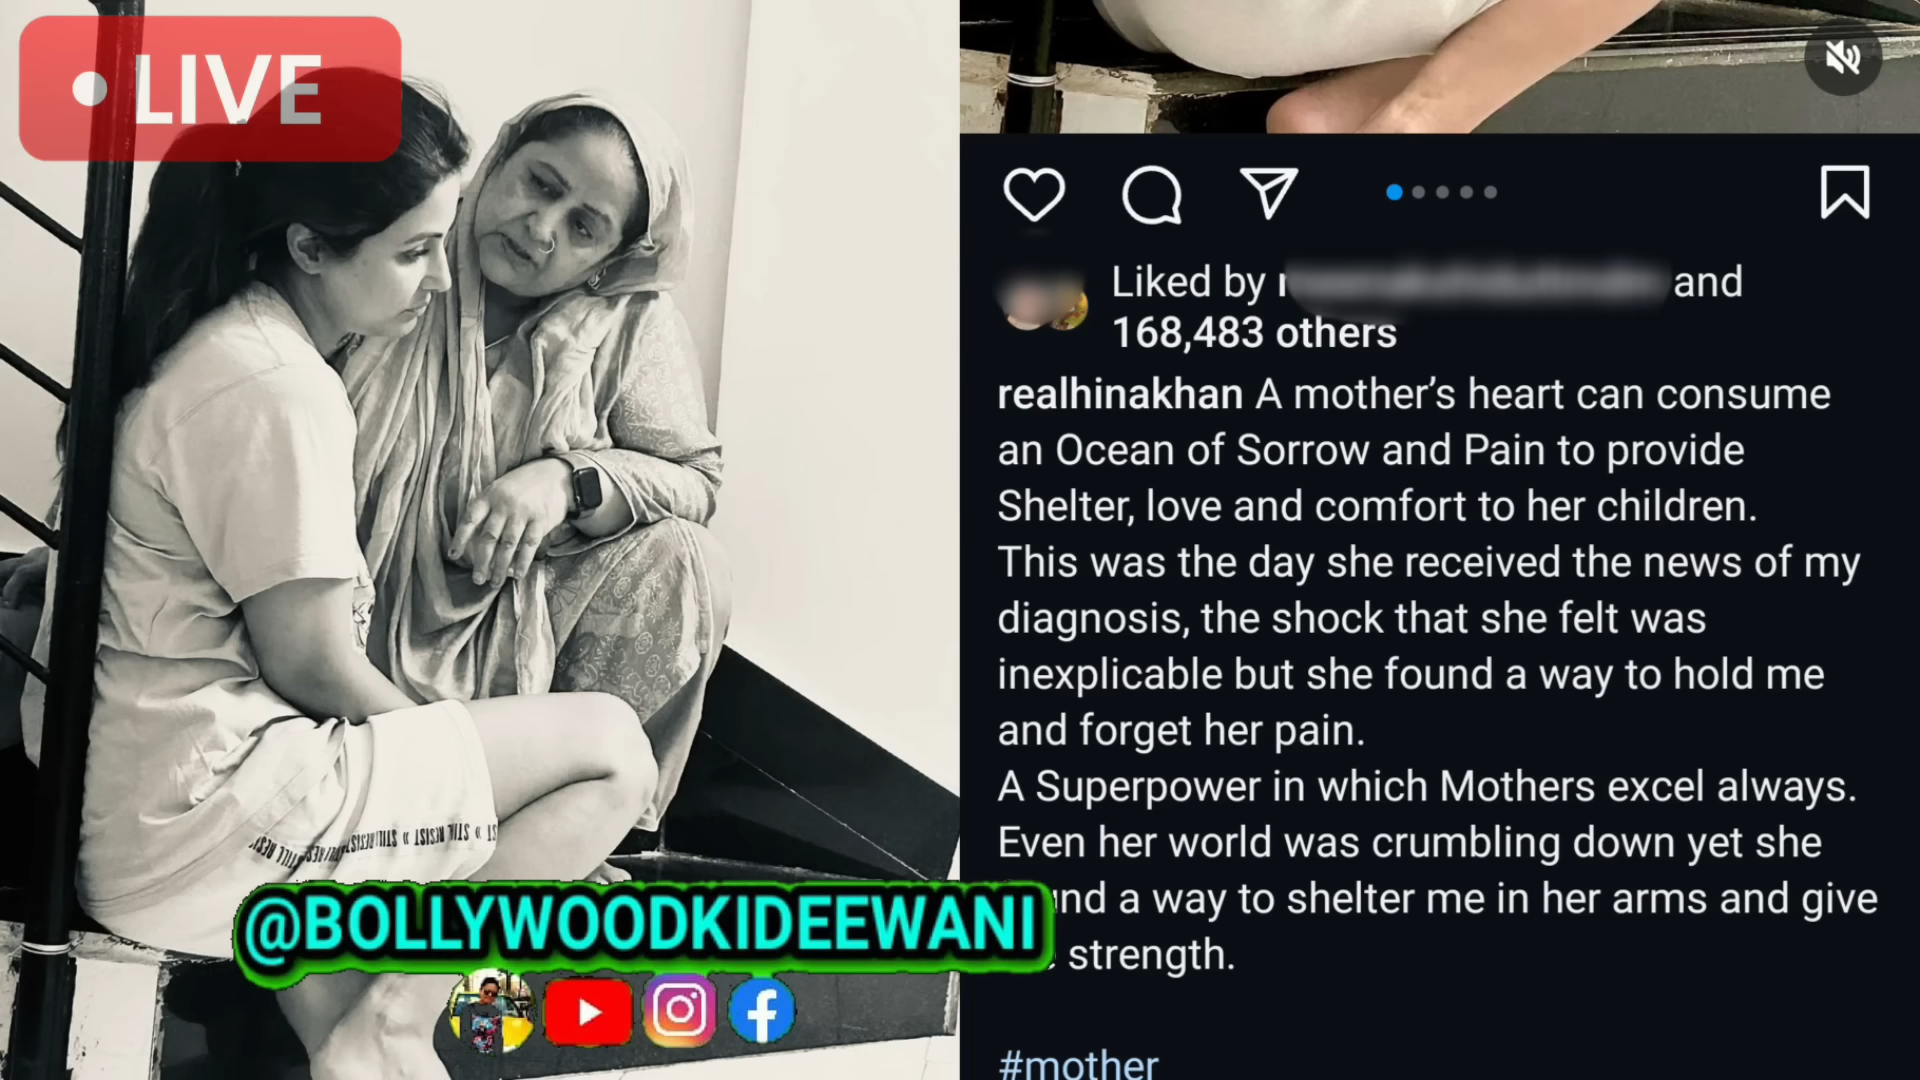 LIVE
Liked by
and
168,483 others
realhinakhan A mother’s heart can consume
an Ocean of Sorrow and Pain to provide
Shelter, love and comfort to her children.
This was the day she received the news of my
diagnosis, the shock that she felt was
inexplicable but she found a way to hold me
and forget her pain.
A Superpower in which Mothers excel always.
Even her world was crumbling down yet she
a way to shelter me in her arms and give
strength.
#mother
STILL RESIST » STILL RESIST «
@BOLLYWOODKIDEEWANI